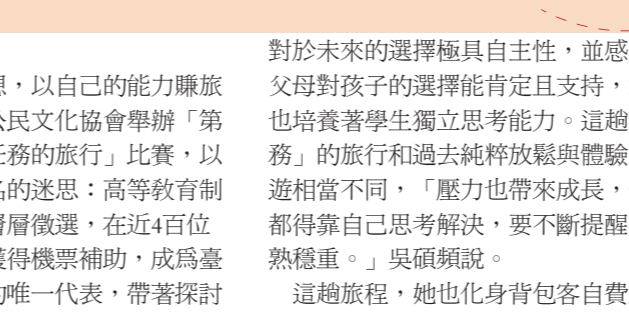 想，以自己的能力賺旅
公民文化協會舉辦「第
任務的旅行」比賽，以
名的迷思：高等教育制
層徵選，在近4百位
獲得機票補助，成為臺
的唯一代表，帶著探討
對於未來的選擇極具自主性，並感
父母對孩子的選擇能肯定且支持，
也培養著學生獨立思考能力。這趟
務」的旅行和過去純粹放鬆與體驗
遊相當不同，「壓力也帶來成長，
都得靠自己思考解決，要不斷提醒
熟穩重。」吳碩頻說。
這趟旅程，她也化身背包客自費